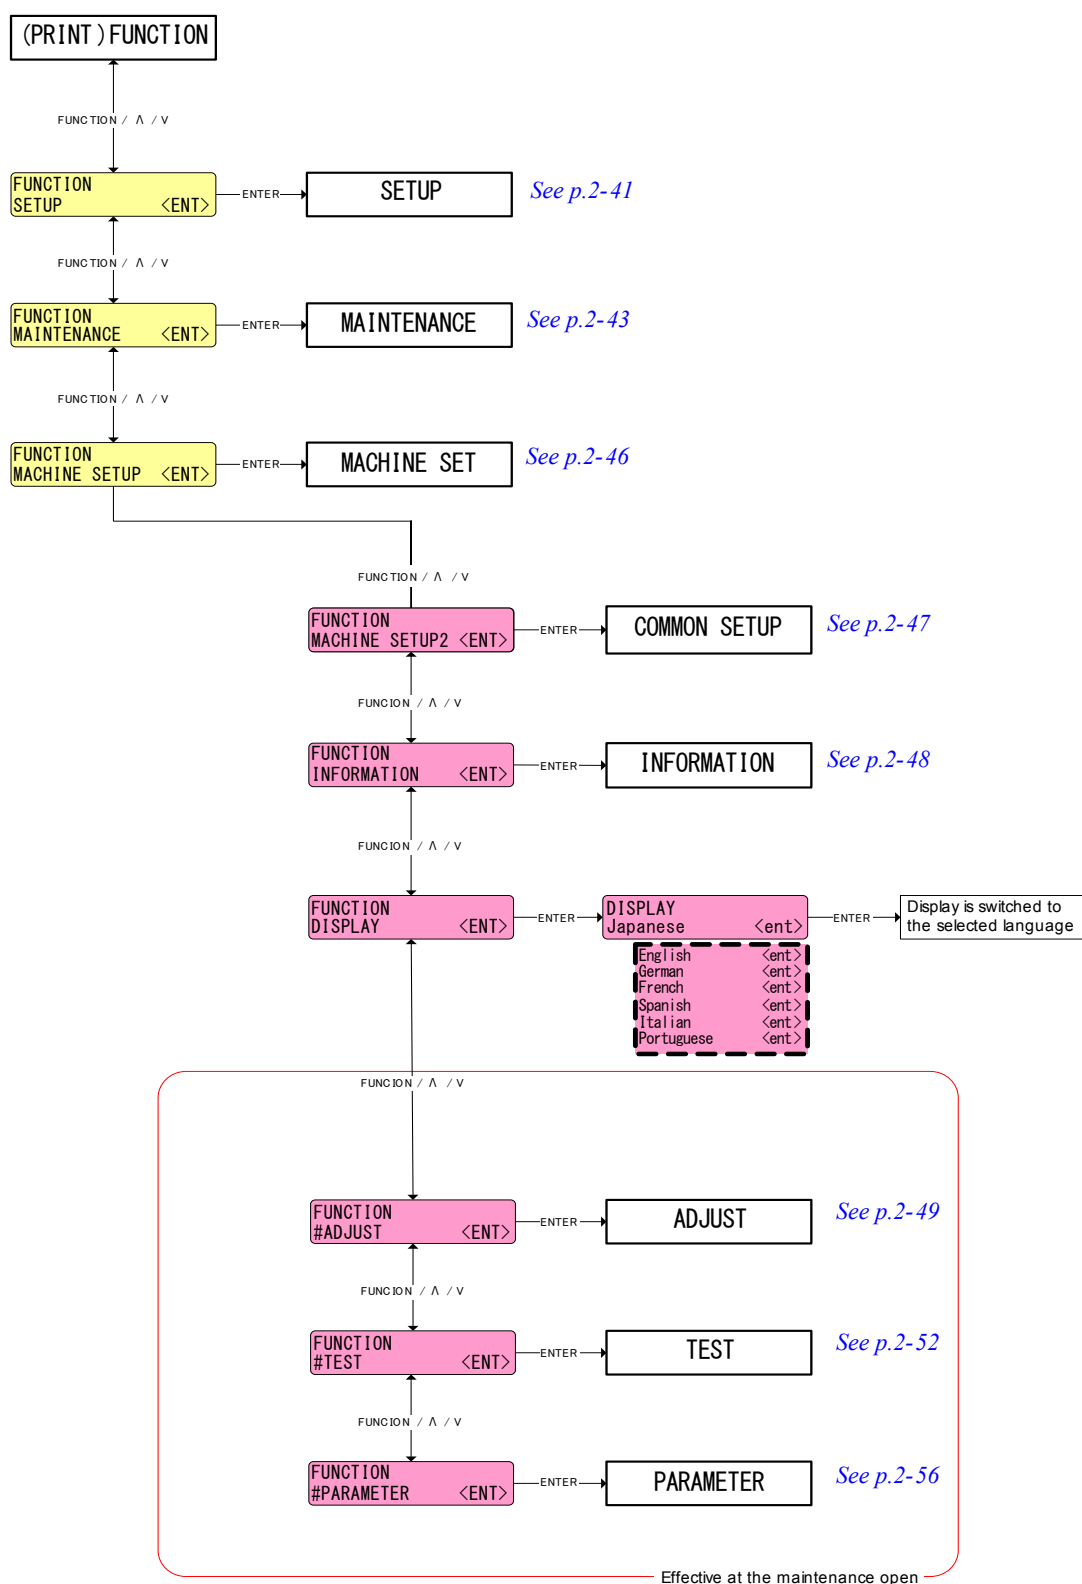 (PRINT)FUNCTION
FUNCTION / Λ / V
FUNCTION
SETUP <ENT>
ENTER
SETUP
See p.2-41
FUNCTION / Λ / V
FUNCTION
MAINTENANCE <ENT>
ENTER
MAINTENANCE
See p.2-43
FUNCTION / Λ / V
FUNCTION
MACHINE SETUP <ENT>
ENTER
MACHINE SET
See p.2-46
FUNCTION / Λ / V
FUNCTION
MACHINE SETUP2 <ENT>
ENTER
COMMON SETUP
See p.2-47
FUNCION / Λ / V
FUNCTION
INFORMATION <ENT>
ENTER
INFORMATION
See p.2-48
FUNCION / Λ / V
FUNCTION
DISPLAY <ENT>
ENTER
DISPLAY
Japanese <ent>
ENTER
Display is switched to
the selected language
English <ent>
German <ent>
French <ent>
Spanish <ent>
Italian <ent>
Portuguese <ent>
FUNCION / Λ / V
FUNCTION
#ADJUST <ENT>
ENTER
ADJUST
See p.2-49
FUNCION / Λ / V
FUNCTION
#TEST <ENT>
ENTER
TEST
See p.2-52
FUNCION / Λ / V
FUNCTION
#PARAMETER <ENT>
ENTER
PARAMETER
See p.2-56
Effective at the maintenance open